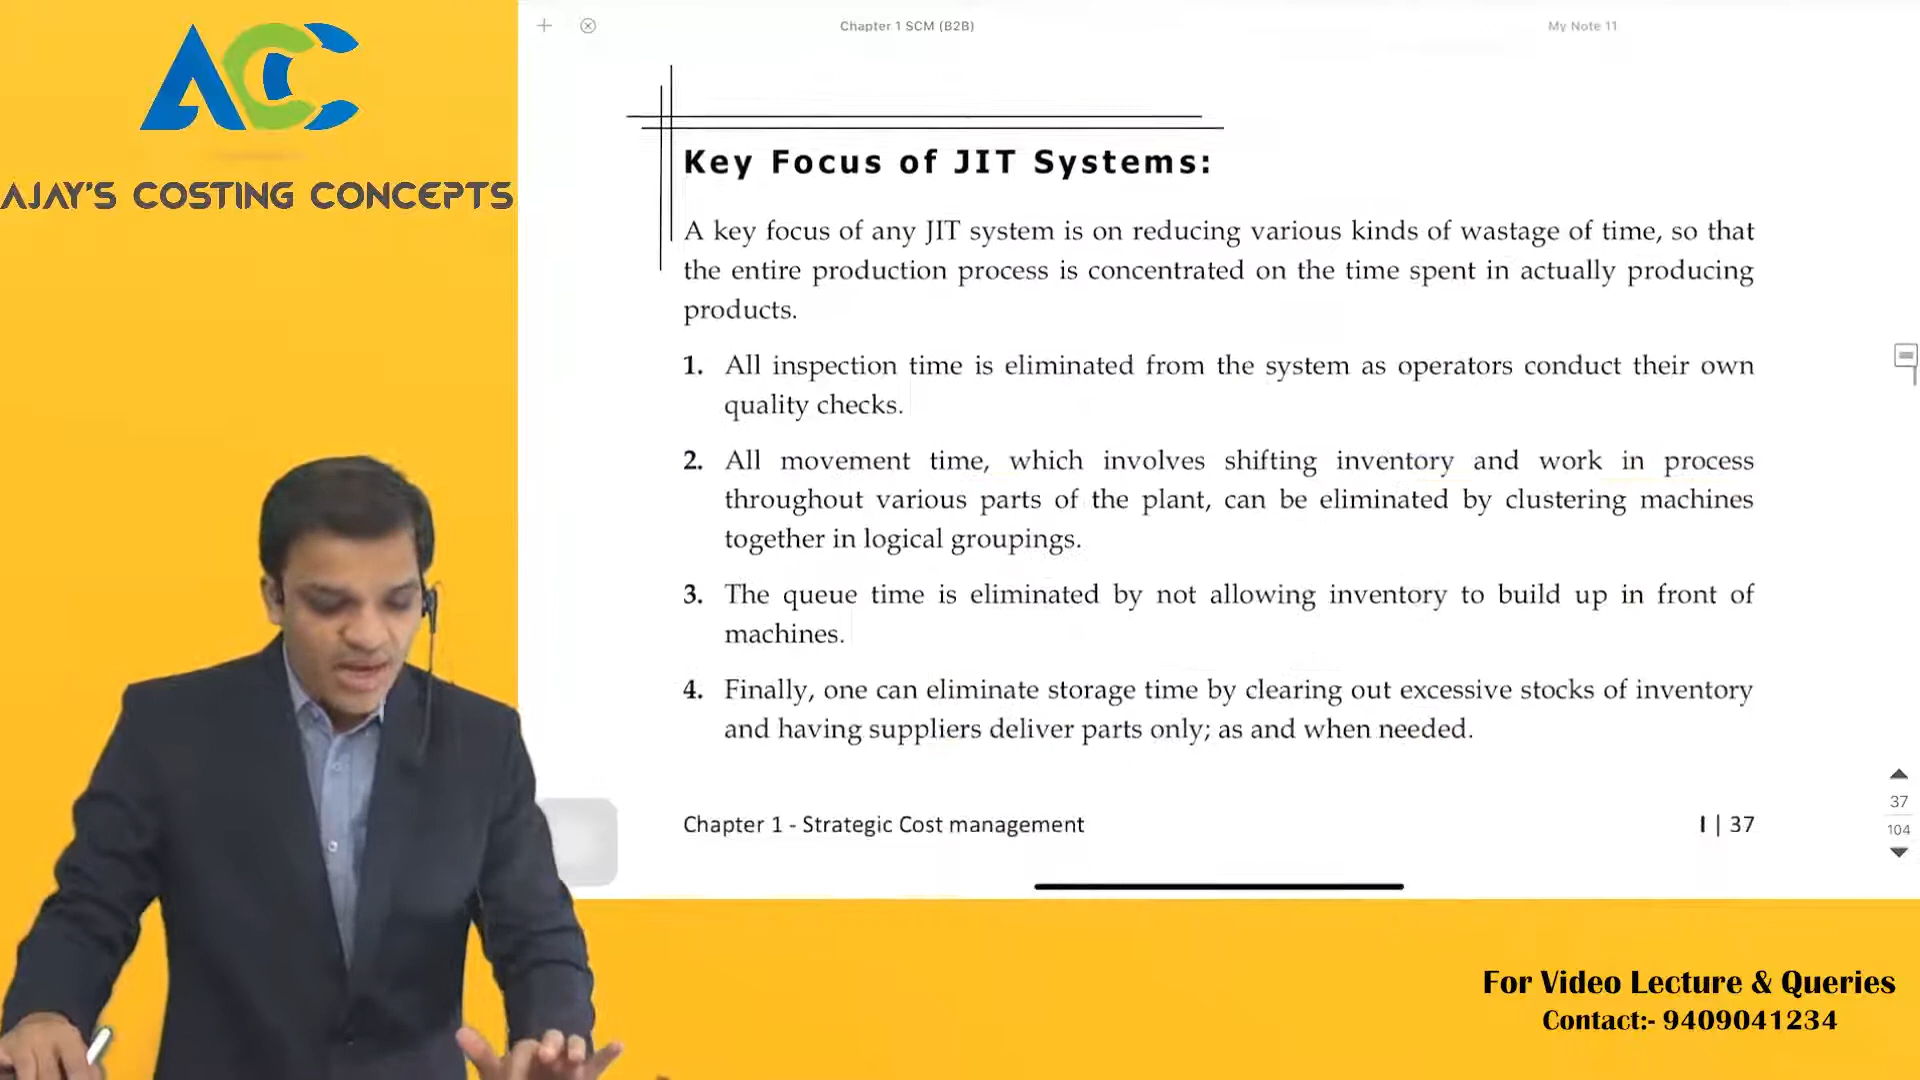 ACC
AJAY'S COSTING CONCEPTS
Chapter 1 SCM (B2B)
My Note 11
Key Focus of JIT Systems:
A key focus of any JIT system is on reducing various kinds of wastage of time, so that
the entire production process is concentrated on the time spent in actually producing
products.
1. All inspection time is eliminated from the system as operators conduct their own
quality checks.
2. All movement time, which involves shifting inventory and work in process
throughout various parts of the plant, can be eliminated by clustering machines
together in logical groupings.
3. The queue time is eliminated by not allowing inventory to build up in front of
machines.
4. Finally, one can eliminate storage time by clearing out excessive stocks of inventory
and having suppliers deliver parts only; as and when needed.
Chapter 1 - Strategic Cost management
I | 37
37
104
For Video Lecture & Queries
Contact:- 9409041234